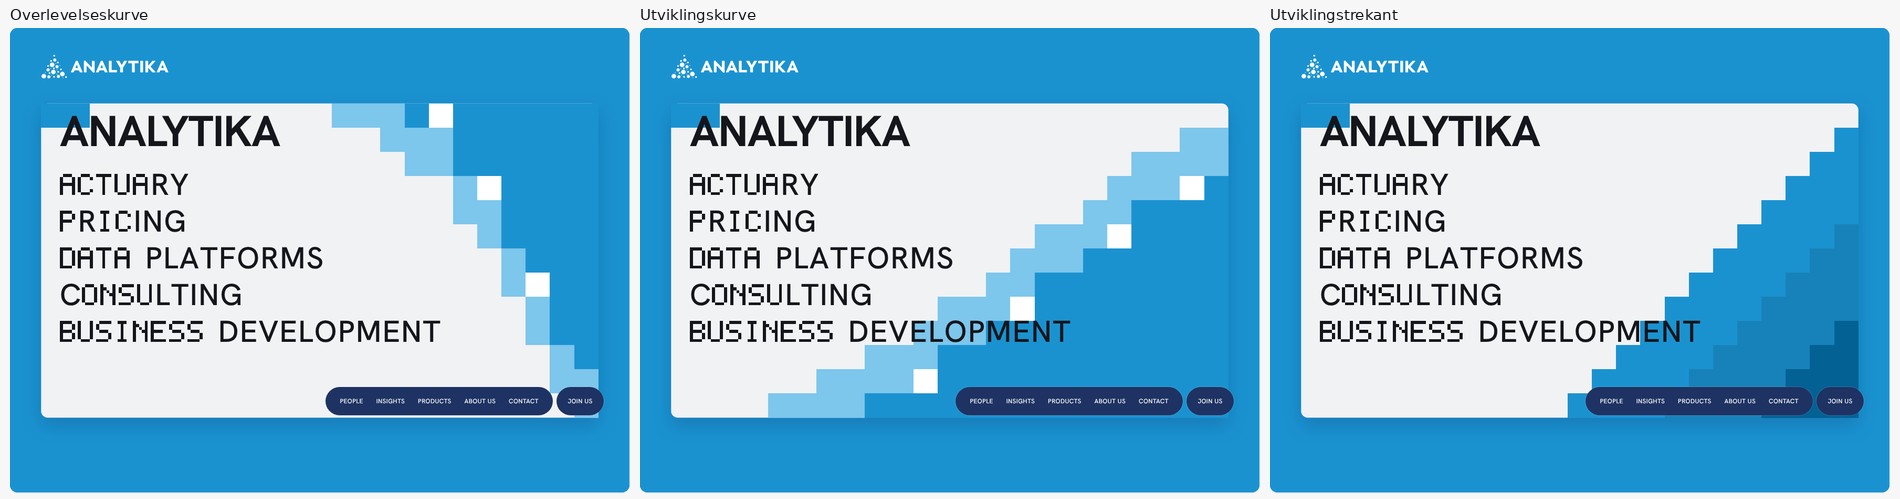 Overlevelseskurve
ANALYTIKA
ANALYTIKA
ACTUARY
PRICING
DATA PLATFORMS
CONSULTING
BUSINESS DEVELOPMENT
PEOPLE INSIGHTS PRODUCTS ABOUT US CONTACT JOIN US
Utviklingskurve
ANALYTIKA
ANALYTIKA
ACTUARY
PRICING
DATA PLATFORMS
CONSULTING
BUSINESS DEVELOPMENT
PEOPLE INSIGHTS PRODUCTS ABOUT US CONTACT JOIN US
Utviklingstrekant
ANALYTIKA
ANALYTIKA
ACTUARY
PRICING
DATA PLATFORMS
CONSULTING
BUSINESS DEVELOPMENT
PEOPLE INSIGHTS PRODUCTS ABOUT US CONTACT JOIN US